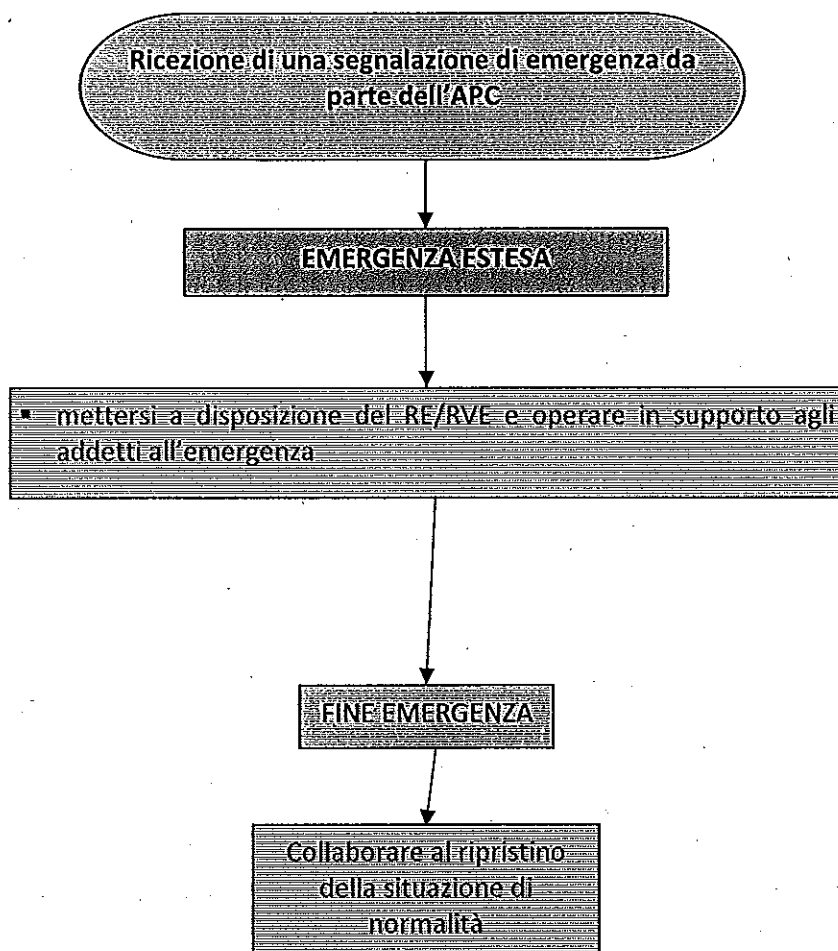 Ricezione di una segnalazione di emergenza da
parte dell'APC
EMERGENZA ESTESA
▪ mettersi a disposizione del RE/RVE e operare in supporto agli
addetti all'emergenza
FINE EMERGENZA
Collaborare al ripristino
della situazione di
normalità